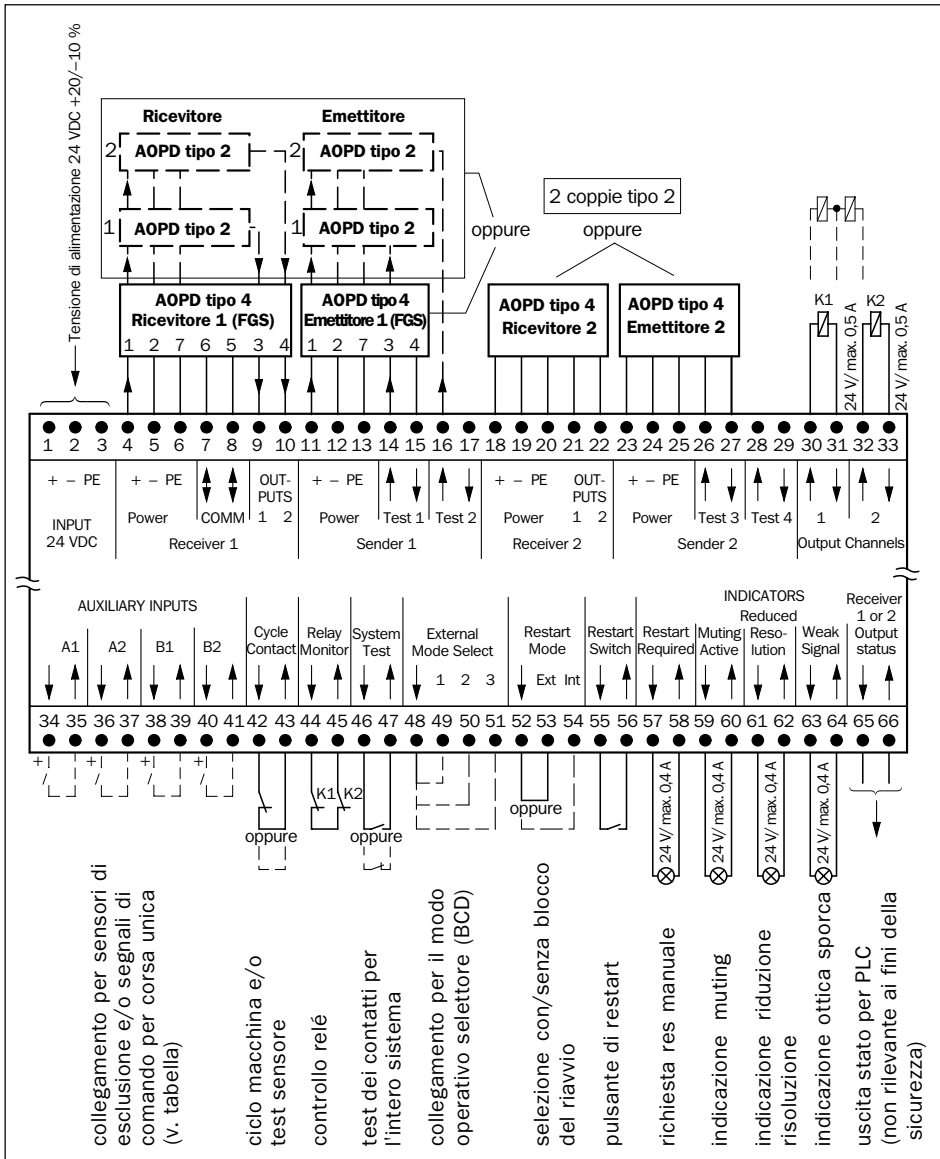 Tensione di alimentazione 24 VDC +20/−10 %
Ricevitore
Emettitore
2 AOPD tipo 2
2 AOPD tipo 2
1 AOPD tipo 2
1 AOPD tipo 2
oppure
2 coppie tipo 2
oppure
AOPD tipo 4
Ricevitore 1 (FGS)
1 2 7 6 5 3 4
AOPD tipo 4
Emettitore 1 (FGS)
1 2 7 3 4
AOPD tipo 4
Ricevitore 2
AOPD tipo 4
Emettitore 2
K1
24 V/ max. 0,5 A
K2
24 V/ max. 0,5 A
1 2 3 4 5 6 7 8 9 10 11 12 13 14 15 16 17 18 19 20 21 22 23 24 25 26 27 28 29 30 31 32 33
+ − PE
INPUT
24 VDC
+ − PE
Power
COMM
OUT-
PUTS
1 2
Receiver 1
+ − PE
Power
Test 1
Test 2
Sender 1
+ − PE
Power
OUT-
PUTS
1 2
Receiver 2
+ − PE
Power
Test 3
Test 4
Sender 2
1
2
Output Channels
AUXILIARY INPUTS
A1
A2
B1
B2
Cycle
Contact
Relay
Monitor
System
Test
External
Mode Select
1 2 3
Restart
Mode
Ext Int
Restart
Switch
INDICATORS
Restart
Required
Muting
Active
Reduced
Reso-
lution
Weak
Signal
Receiver
1 or 2
Output
status
34 35 36 37 38 39 40 41 42 43 44 45 46 47 48 49 50 51 52 53 54 55 56 57 58 59 60 61 62 63 64 65 66
+
+
+
+
oppure
K1
K2
oppure
oppure
24 V/ max. 0,4 A
24 V/ max. 0,4 A
24 V/ max. 0,4 A
24 V/ max. 0,4 A
collegamento per sensori di
esclusione e/o segnali di
comando per corsa unica
(v. tabella)
ciclo macchina e/o
test sensore
controllo relé
test dei contatti per
l'intero sistema
collegamento per il modo
operativo selettore (BCD)
selezione con/senza blocco
del riavvio
pulsante di restart
richiesta res manuale
indicazione muting
indicazione riduzione
risoluzione
indicazione ottica sporca
uscita stato per PLC
(non rilevante ai fini della
sicurezza)